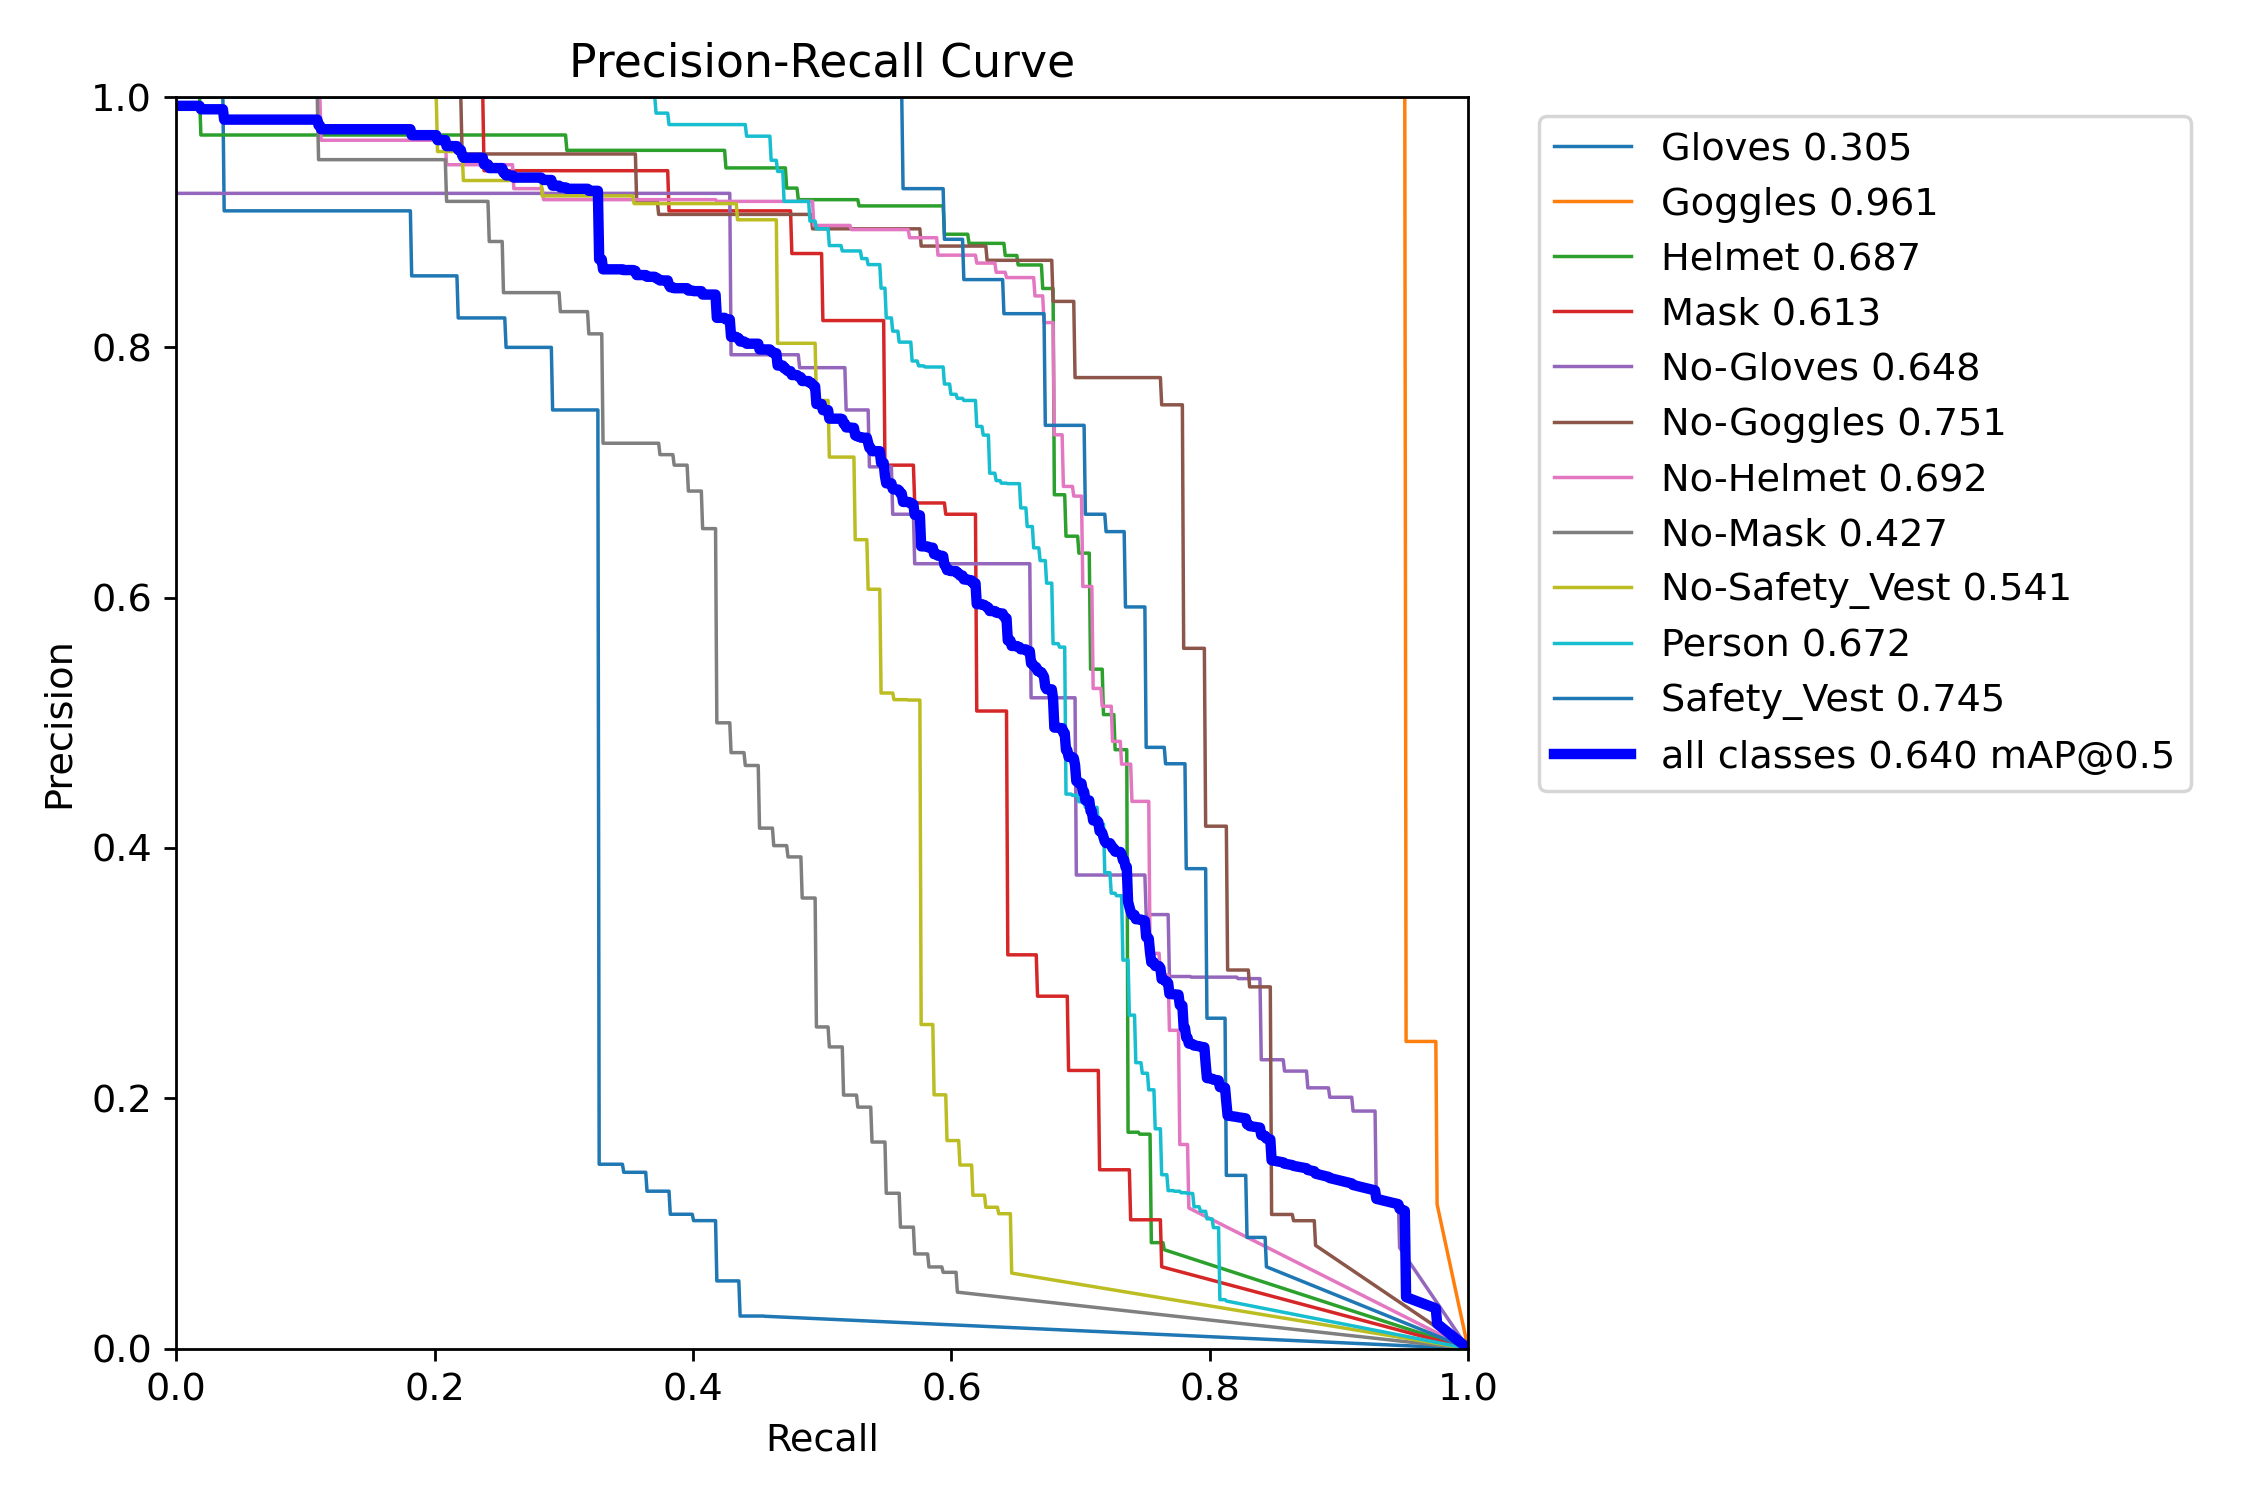 Precision-Recall Curve
1.0
0.8
0.6
0.4
0.2
0.0
Precision
0.0 0.2 0.4 0.6 0.8 1.0
Recall
Gloves 0.305
Goggles 0.961
Helmet 0.687
Mask 0.613
No-Gloves 0.648
No-Goggles 0.751
No-Helmet 0.692
No-Mask 0.427
No-Safety_Vest 0.541
Person 0.672
Safety_Vest 0.745
all classes 0.640 mAP@0.5